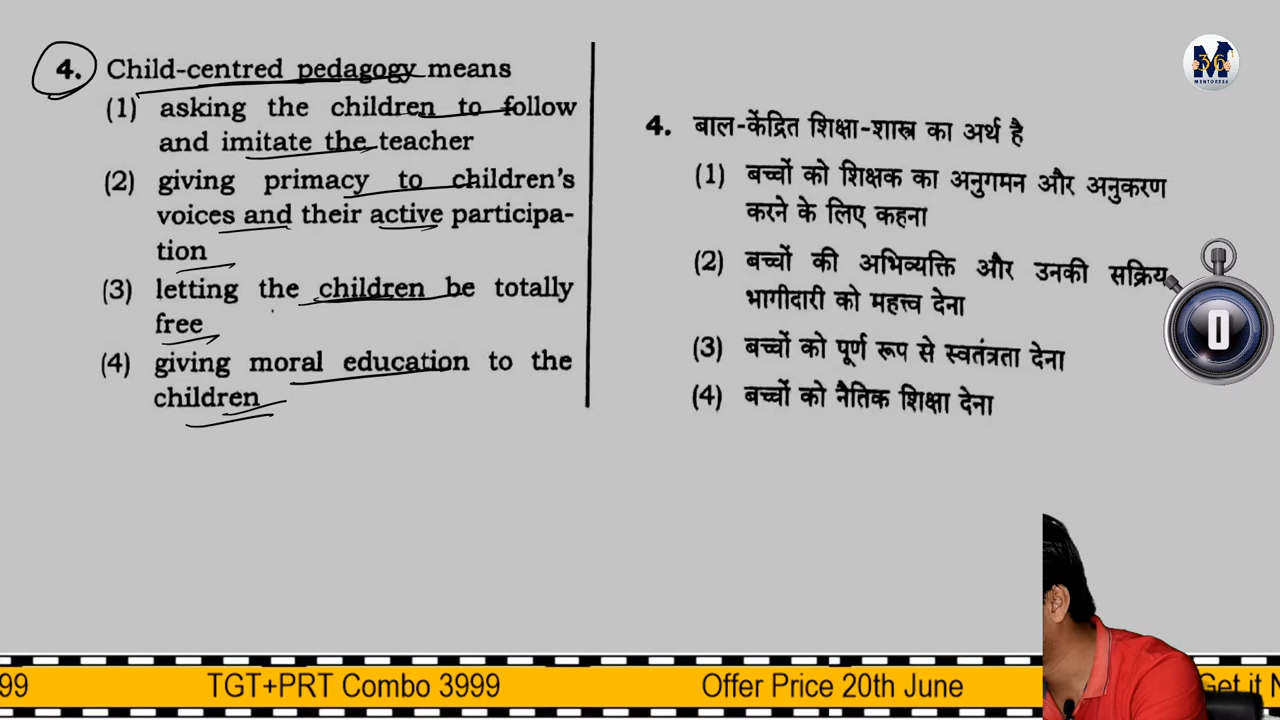 4. Child-centred pedagogy means
(1) asking the children to follow
and imitate the teacher
(2) giving primacy to children's
voices and their active participa-
tion
(3) letting the children be totally
free
(4) giving moral education to the
children
4. बाल-केंद्रित शिक्षा-शास्त्र का अर्थ है
(1) बच्चों को शिक्षक का अनुगमन और अनुकरण
करने के लिए कहना
(2) बच्चों की अभिव्यक्ति और उनकी सक्रिय
भागीदारी को महत्त्व देना
(3) बच्चों को पूर्ण रूप से स्वतंत्रता देना
(4) बच्चों को नैतिक शिक्षा देना
M
36
MENTORS36
0
99 TGT+PRT Combo 3999 Offer Price 20th June Get it N